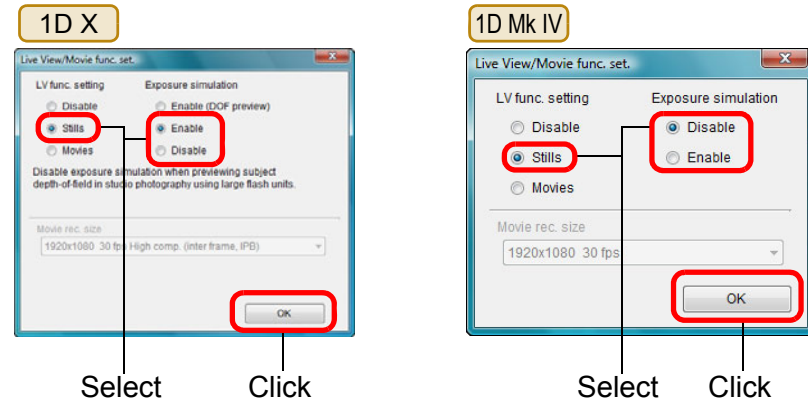 1D X
Live View/Movie func. set.
LV func. setting Exposure simulation
Disable Enable (DOF preview)
Stills Enable
Movies Disable
Disable exposure simulation when previewing subject
depth-of-field in studio photography using large flash units.
Movie rec. size
1920x1080 30 fps High comp. (inter frame, IPB)
OK
Select Click
1D Mk IV
Live View/Movie func. set.
LV func. setting Exposure simulation
Disable Disable
Stills Enable
Movies
Movie rec. size
1920x1080 30 fps
OK
Select Click